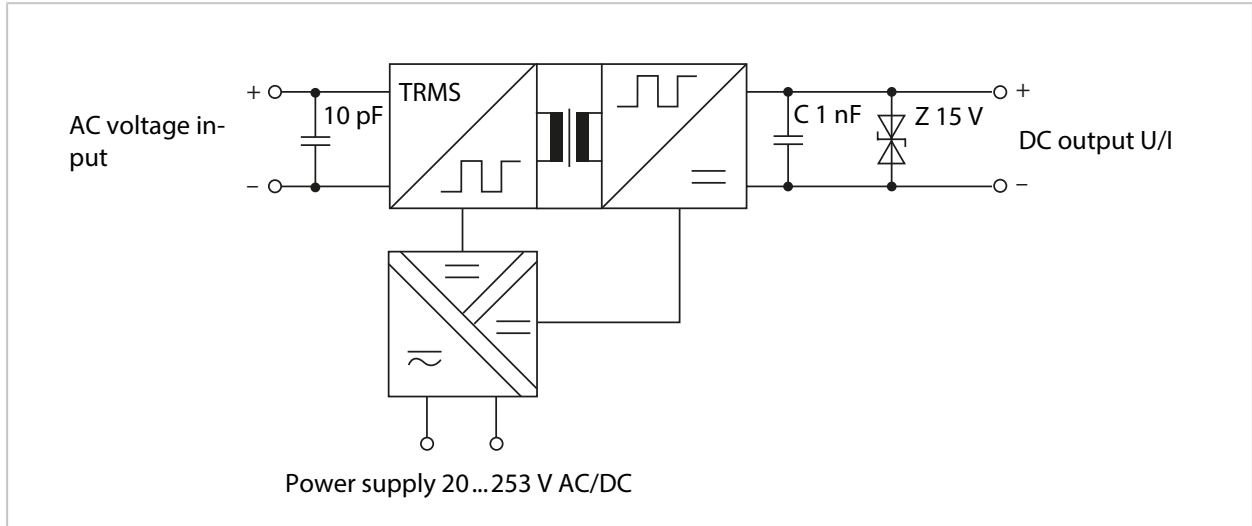 +
TRMS
10 pF
C 1 nF
Z 15 V
+
AC voltage in-
put
DC output U/I
−
−
Power supply 20...253 V AC/DC